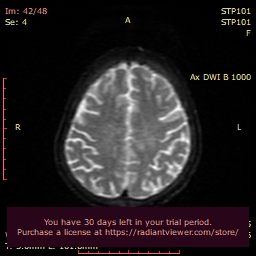 Im: 42/48
STP101
Se: 4
STP101
F
A
Ax DWI B 1000
R
L
You have 30 days left in your trial period.
Purchase a license at https://radiantviewer.com/store/